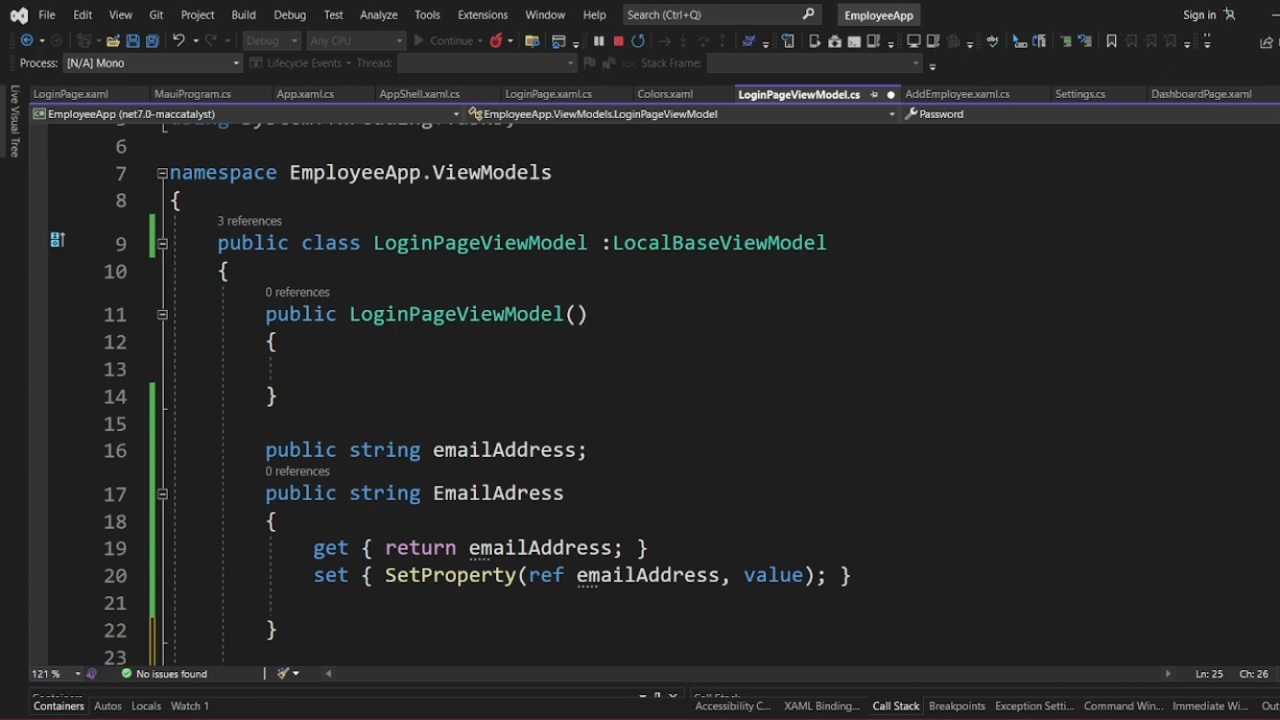 File Edit View Git Project Build Debug Test Analyze Tools Extensions Window Help Search (Ctrl+Q) EmployeeApp Sign in
Debug Any CPU Continue
Process: [N/A] Mono Lifecycle Events Thread: Stack Frame:
LoginPage.xaml MauiProgram.cs App.xaml.cs AppShell.xaml.cs LoginPage.xaml.cs Colors.xaml LoginPageViewModel.cs AddEmployee.xaml.cs Settings.cs DashboardPage.xaml
Live Visual Tree
EmployeeApp (net7.0-maccatalyst) EmployeeApp.ViewModels.LoginPageViewModel Password
6
7 namespace EmployeeApp.ViewModels
8 {
3 references
9 public class LoginPageViewModel :LocalBaseViewModel
10 {
0 references
11 public LoginPageViewModel()
12 {
13
14 }
15
16 public string emailAddress;
0 references
17 public string EmailAdress
18 {
19 get { return emailAddress; }
20 set { SetProperty(ref emailAddress, value); }
21
22 }
23
121 % No issues found Ln: 25 Ch: 26
Containers Autos Locals Watch 1 Accessibility C... XAML Binding... Call Stack Breakpoints Exception Setti... Command Win... Immediate Wi... Out